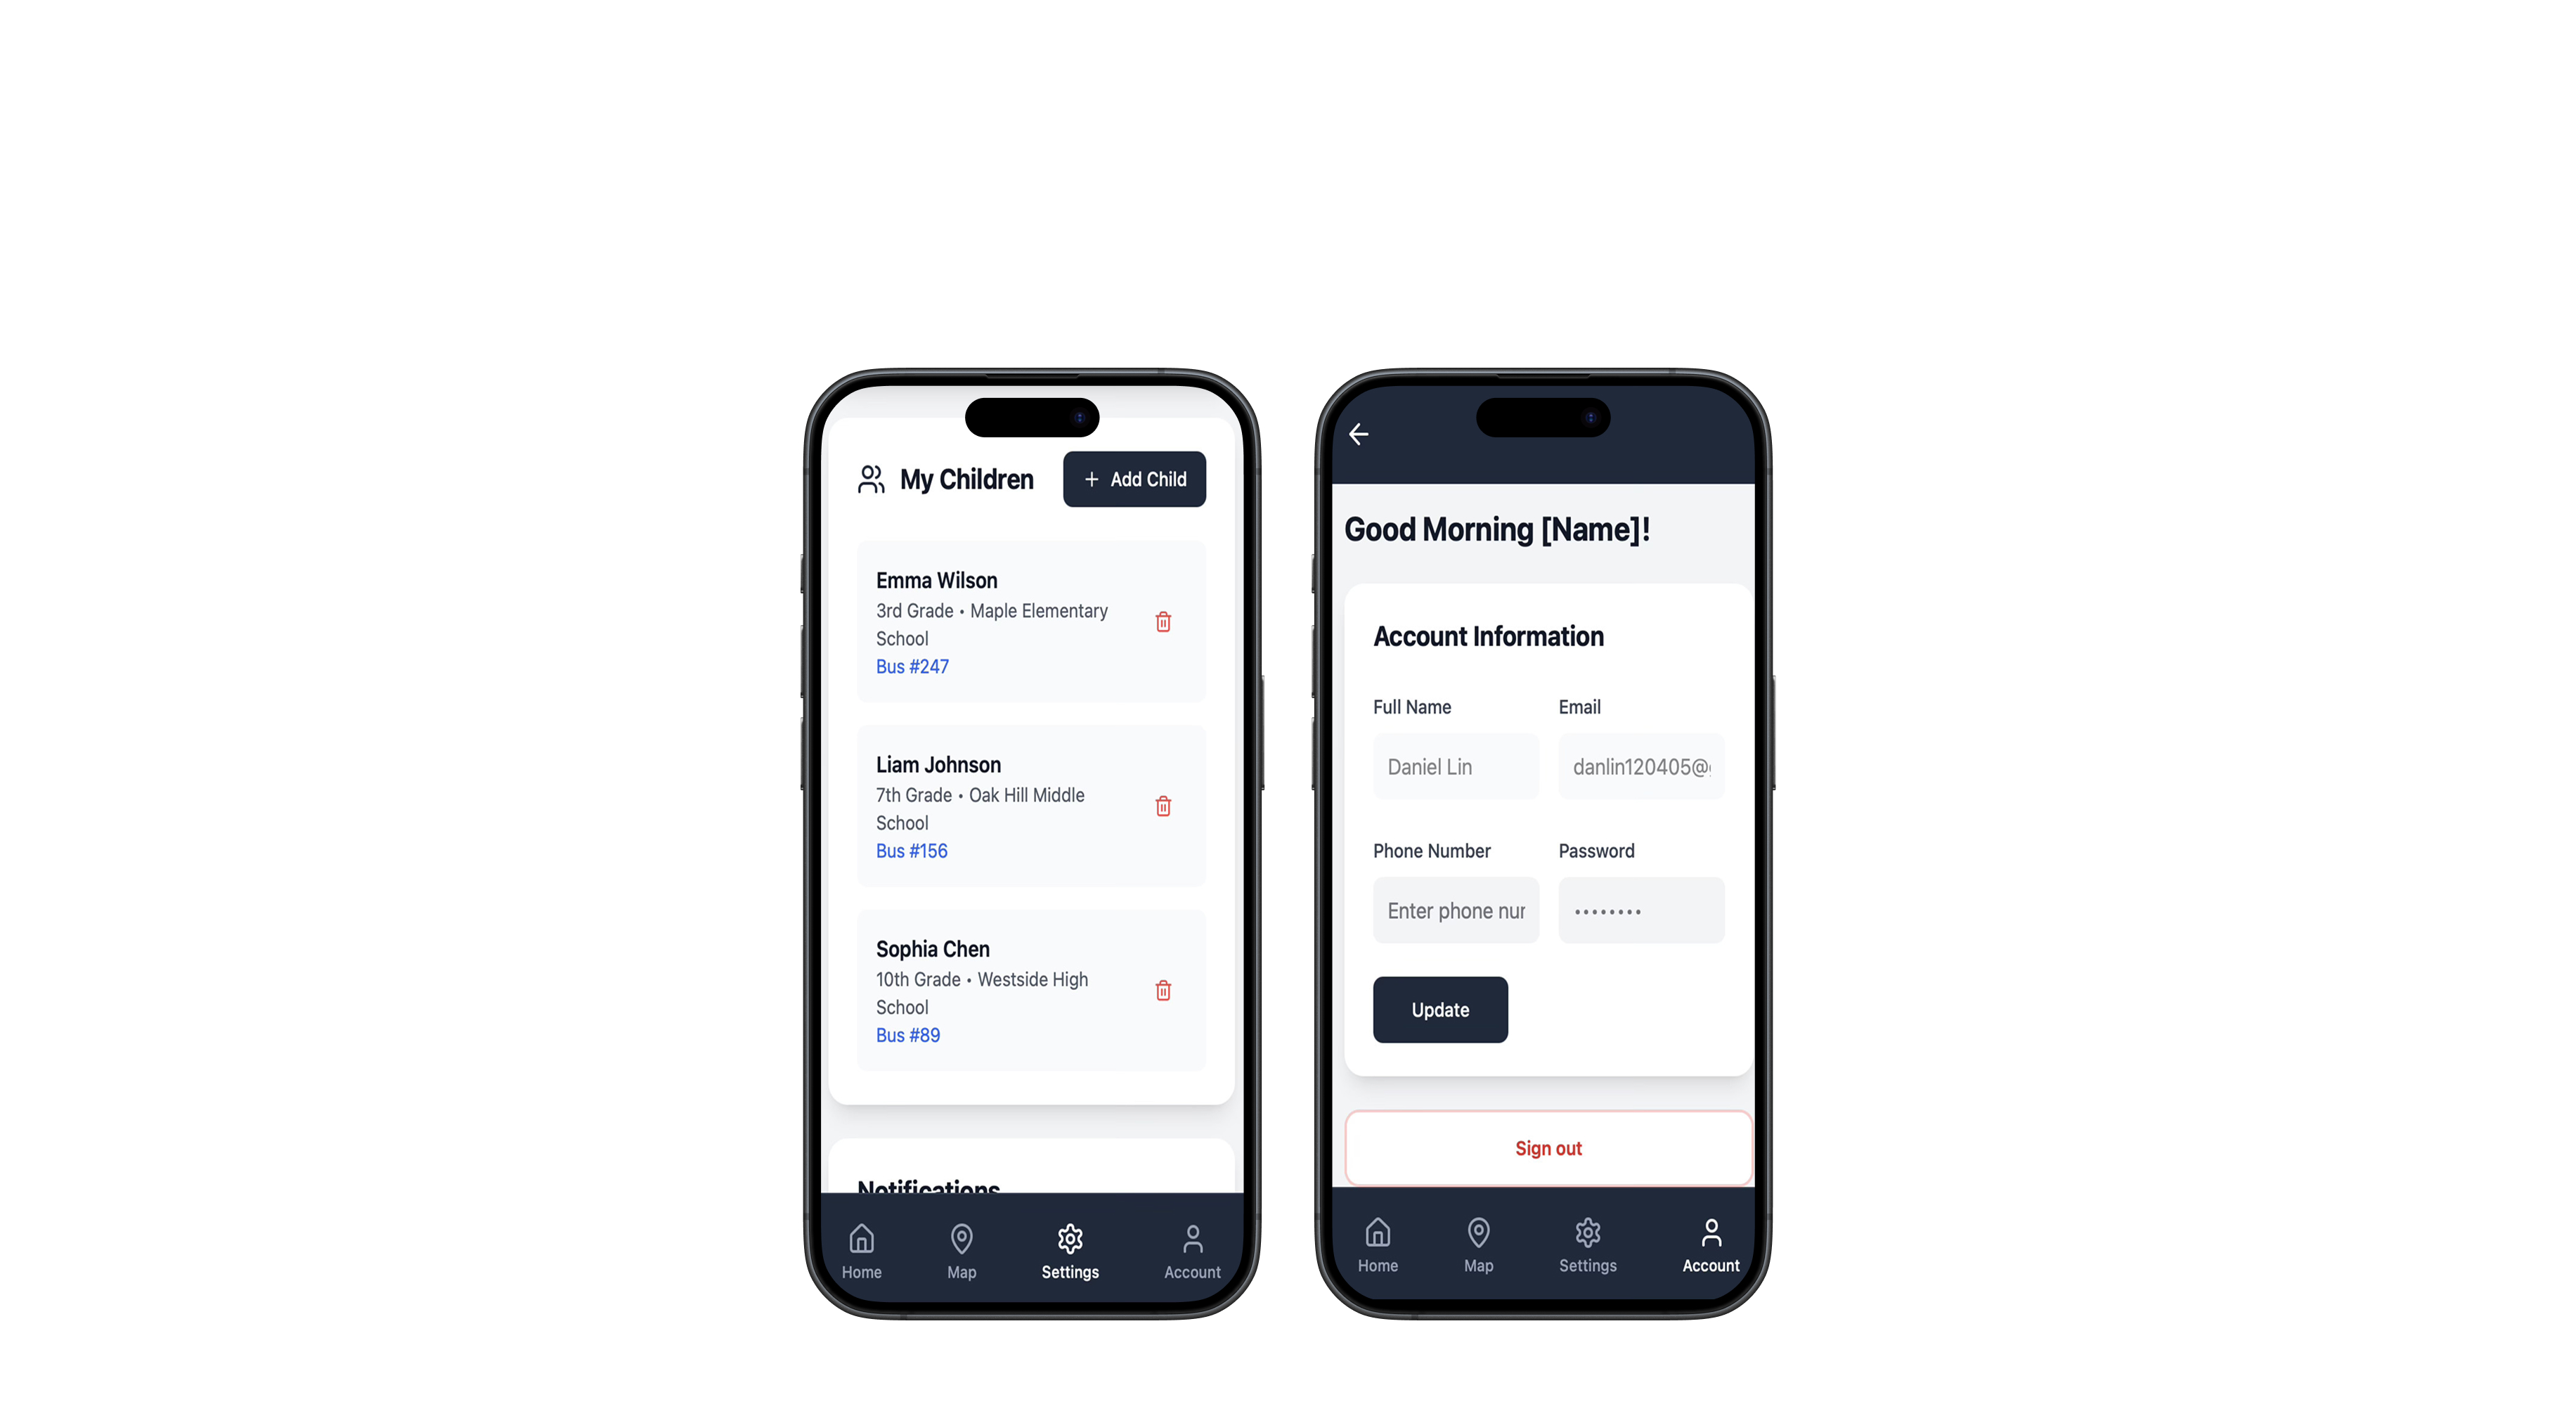 My Children
+ Add Child
Emma Wilson
3rd Grade • Maple Elementary
School
Bus #247
Liam Johnson
7th Grade • Oak Hill Middle
School
Bus #156
Sophia Chen
10th Grade • Westside High
School
Bus #89
Notifications
Home Map Settings Account
Good Morning [Name]!
Account Information
Full Name Email
Daniel Lin danlin120405@
Phone Number Password
Enter phone nur ••••••••
Update
Sign out
Home Map Settings Account